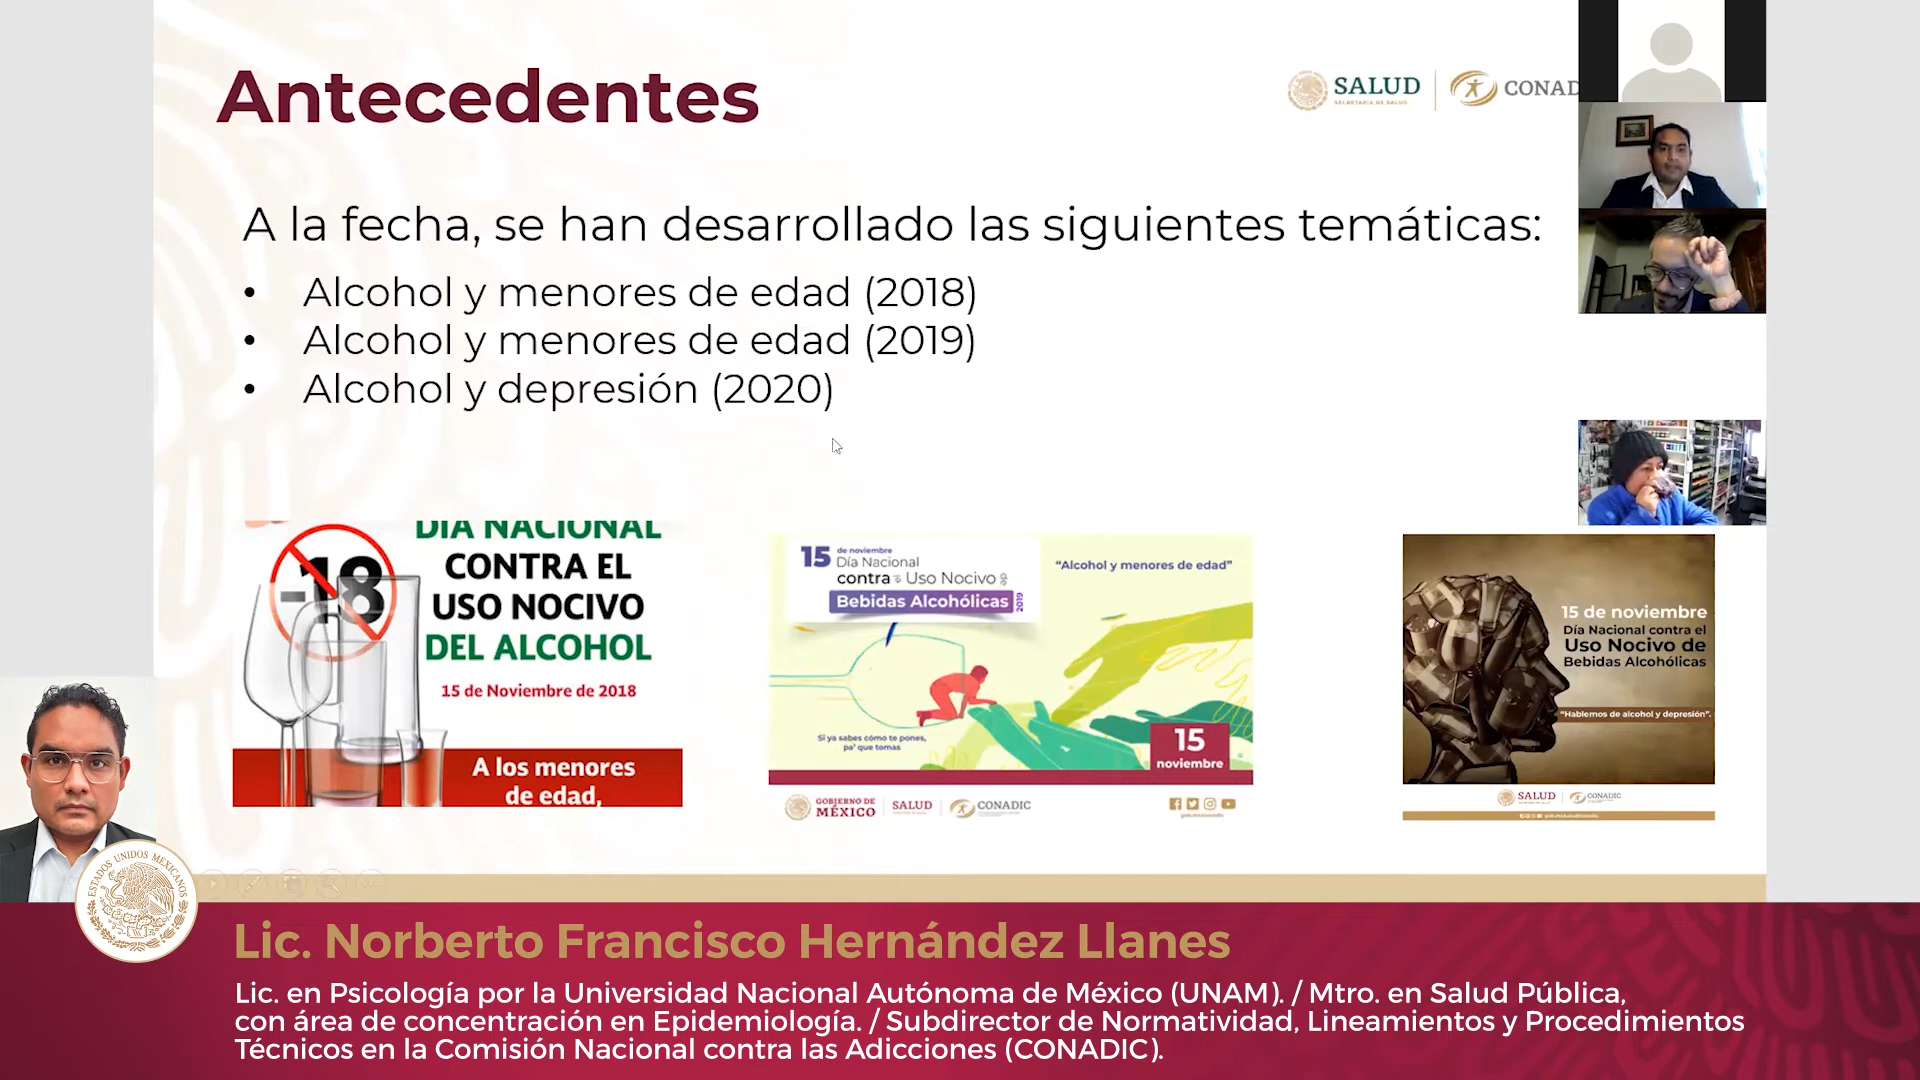 Antecedentes
SALUD
SECRETARÍA DE SALUD
CONAD
A la fecha, se han desarrollado las siguientes temáticas:
• Alcohol y menores de edad (2018)
• Alcohol y menores de edad (2019)
• Alcohol y depresión (2020)
-18
DÍA NACIONAL
CONTRA EL
USO NOCIVO
DEL ALCOHOL
15 de Noviembre de 2018
A los menores
de edad,
15 de noviembre
Día Nacional
contra el Uso Nocivo de
Bebidas Alcohólicas 2019
“Alcohol y menores de edad”
Si ya sabes cómo te pones,
pa' que tomas
15
noviembre
GOBIERNO DE
MÉXICO
SALUD
CONADIC
15 de noviembre
Día Nacional contra el
Uso Nocivo de
Bebidas Alcohólicas
“Hablemos de alcohol y depresión”.
SALUD
CONADIC
ESTADOS UNIDOS MEXICANOS
Lic. Norberto Francisco Hernández Llanes
Lic. en Psicología por la Universidad Nacional Autónoma de México (UNAM). / Mtro. en Salud Pública,
con área de concentración en Epidemiología. / Subdirector de Normatividad, Lineamientos y Procedimientos
Técnicos en la Comisión Nacional contra las Adicciones (CONADIC).